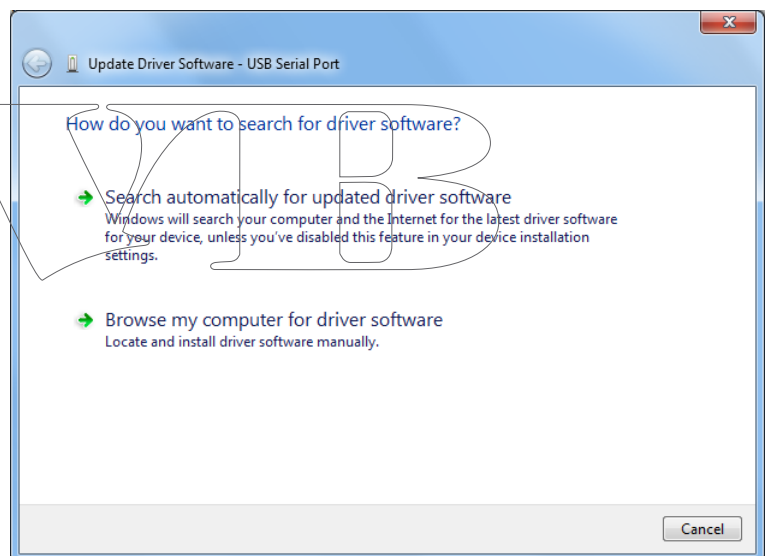 Update Driver Software - USB Serial Port
How do you want to search for driver software?
Search automatically for updated driver software
Windows will search your computer and the Internet for the latest driver software
for your device, unless you've disabled this feature in your device installation
settings.
Browse my computer for driver software
Locate and install driver software manually.
Cancel